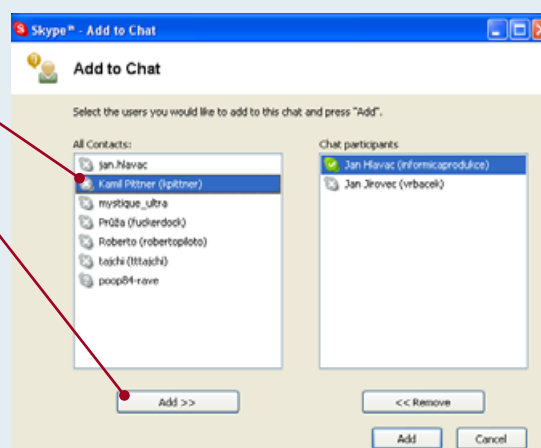 Skype™ - Add to Chat
Add to Chat
Select the users you would like to add to this chat and press "Add".
All Contacts:
jan.hlavac
Kamil Pittner (kpittner)
mystique_ultra
Průža (fuckerdock)
Roberto (robertoploto)
tajchi (tttajchi)
poop84-rave
Add >>
Chat participants
Jan Hlavac (informicaprodukce)
Jan Jirovec (vrbacek)
<< Remove
Add
Cancel